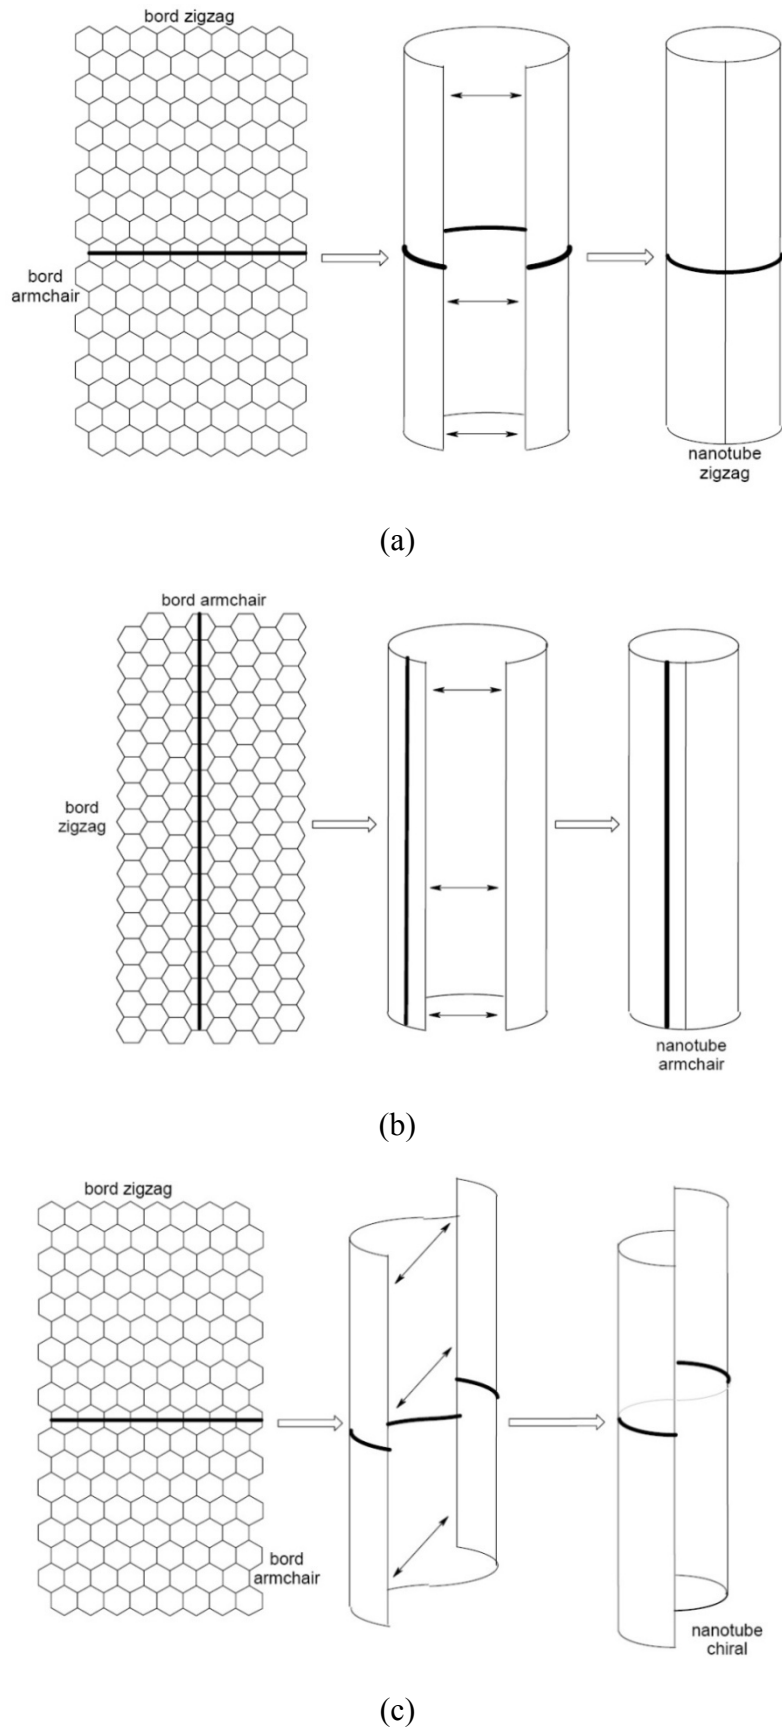 bord zigzag
bord
armchair
nanotube
zigzag
(a)
bord armchair
bord
zigzag
nanotube
armchair
(b)
bord zigzag
bord
armchair
nanotube
chiral
(c)